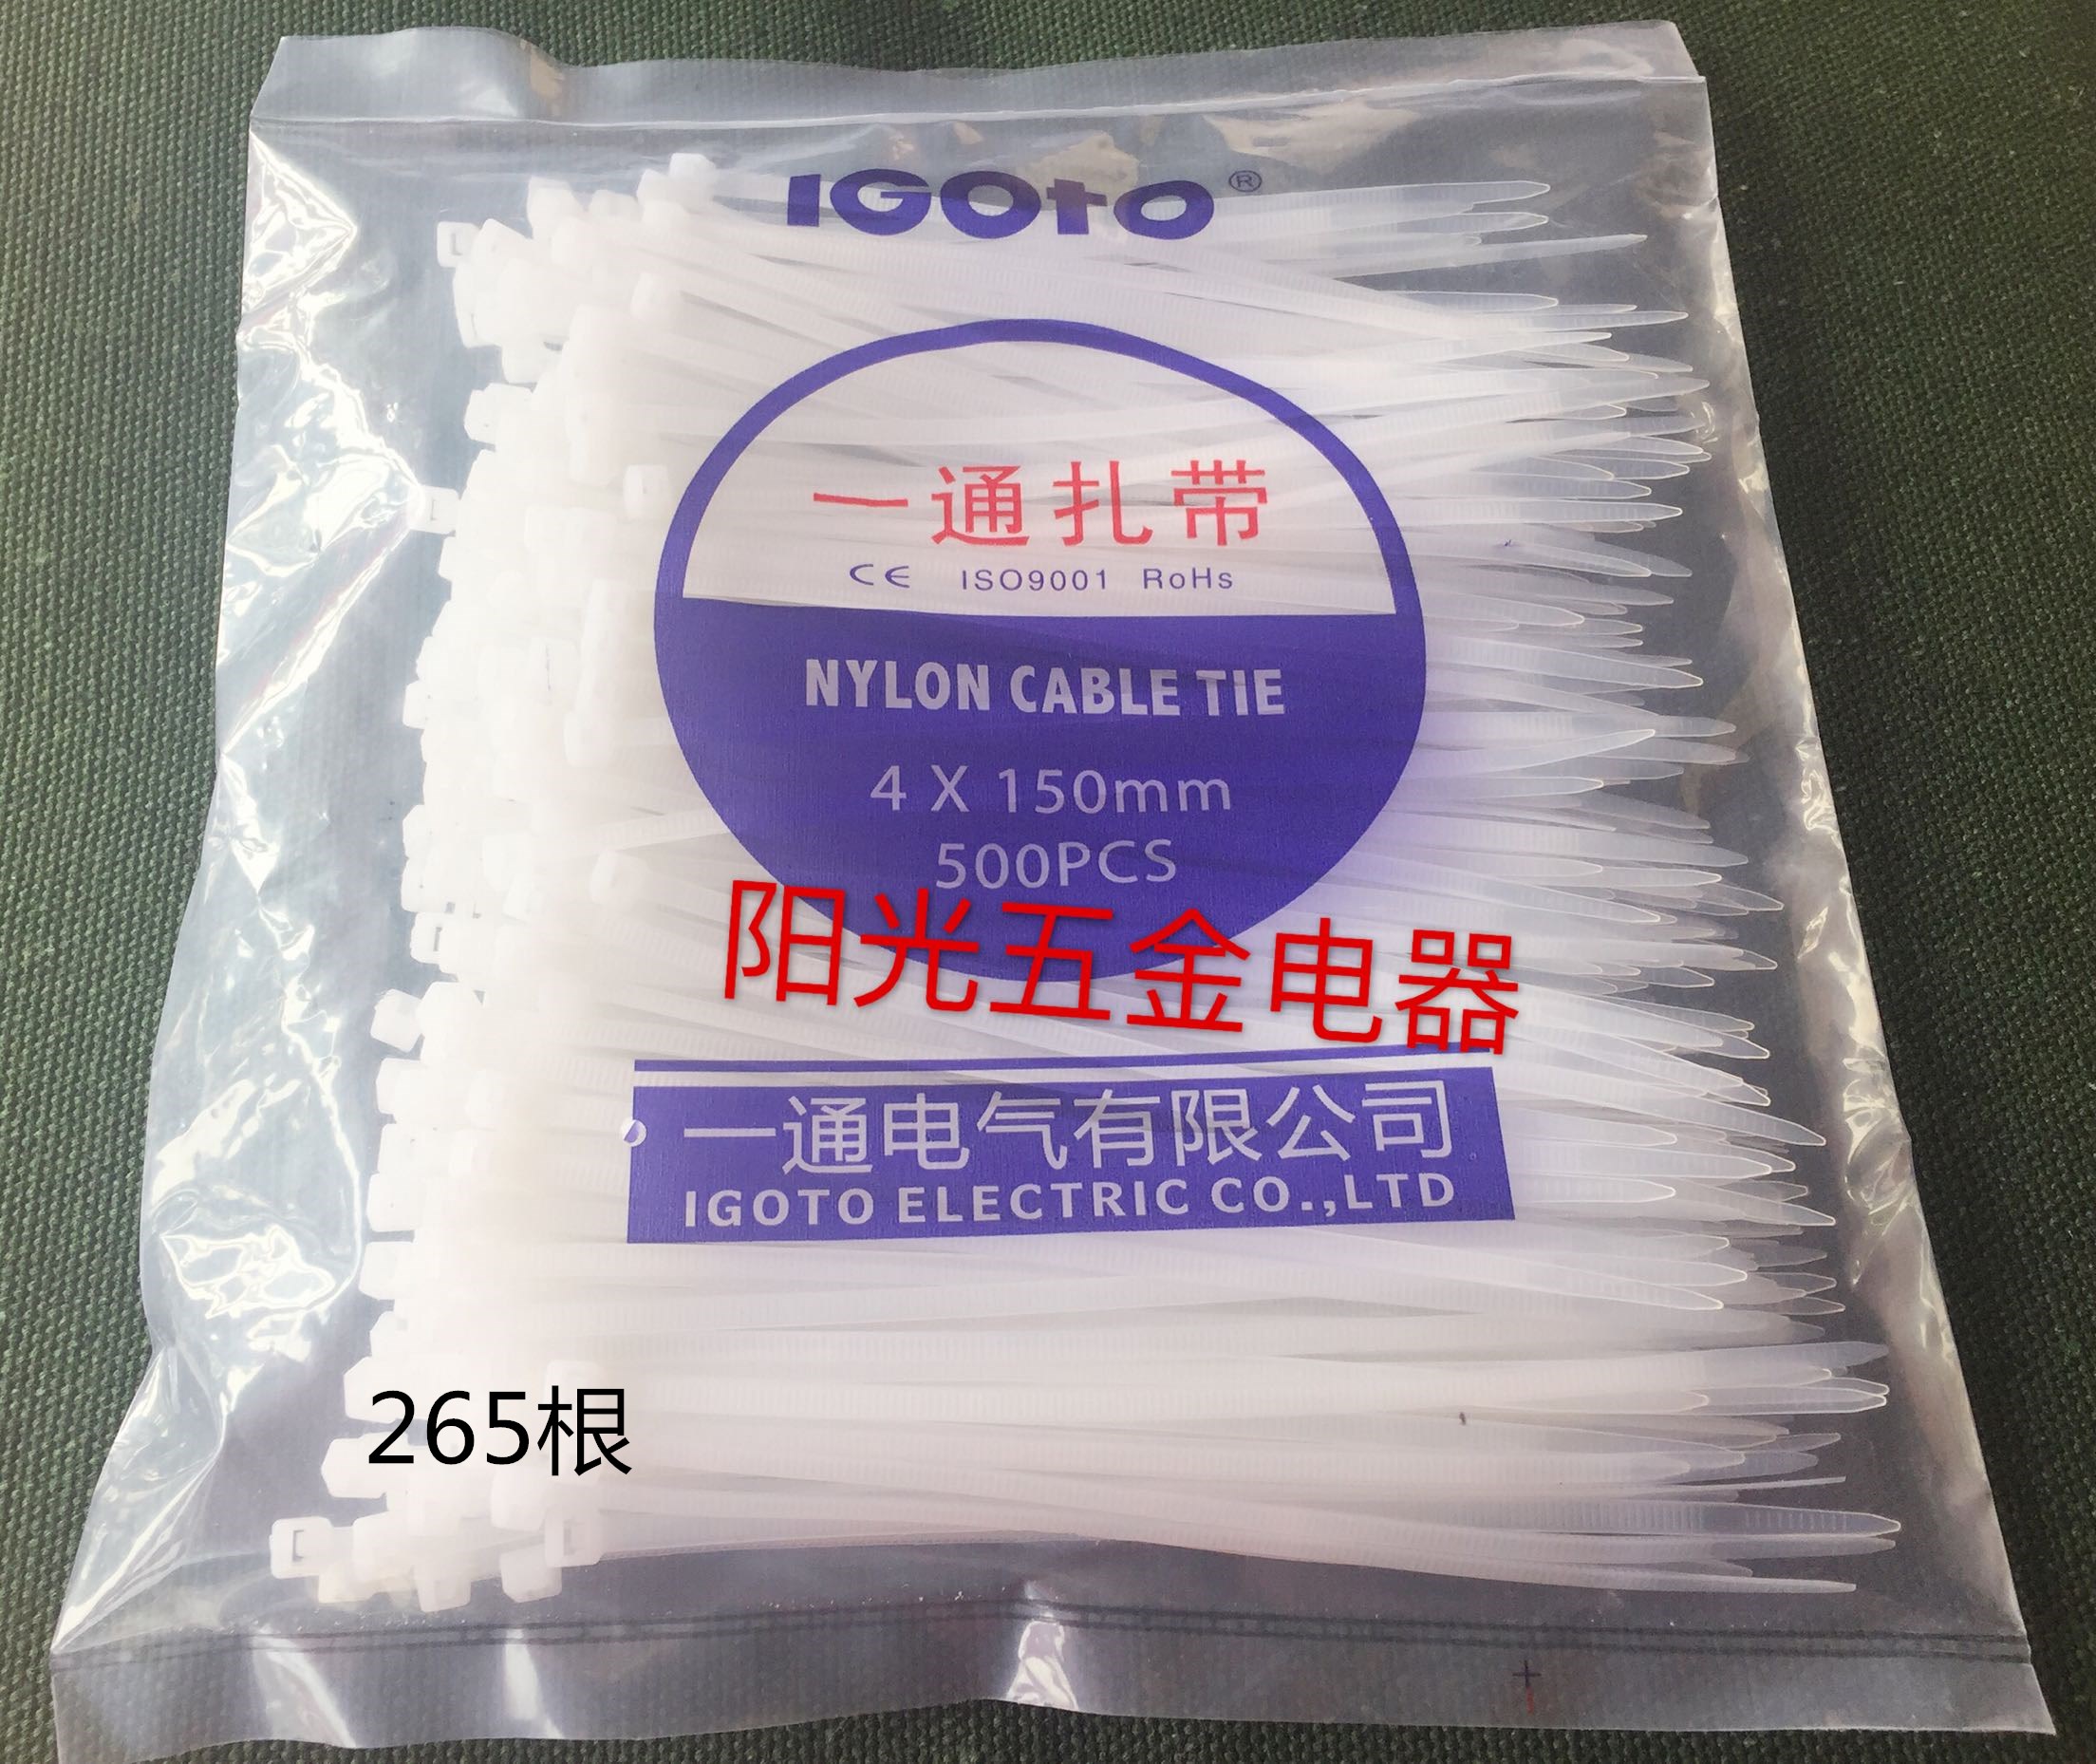 IGOTO®
一通扎带
CE ISO9001 RoHs
NYLON CABLE TIE
4 X 150mm
500PCS
阳光五金电器
一通电气有限公司
IGOTO ELECTRIC CO.,LTD
265根